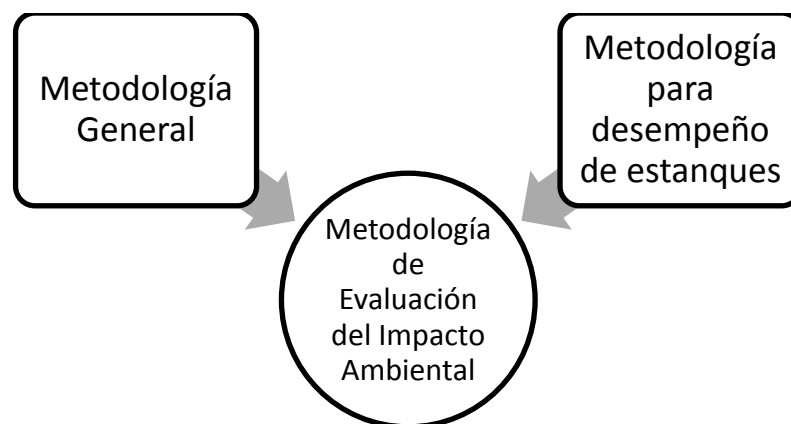 Metodología
General
Metodología
para
desempeño
de estanques
Metodología
de
Evaluación
del Impacto
Ambiental